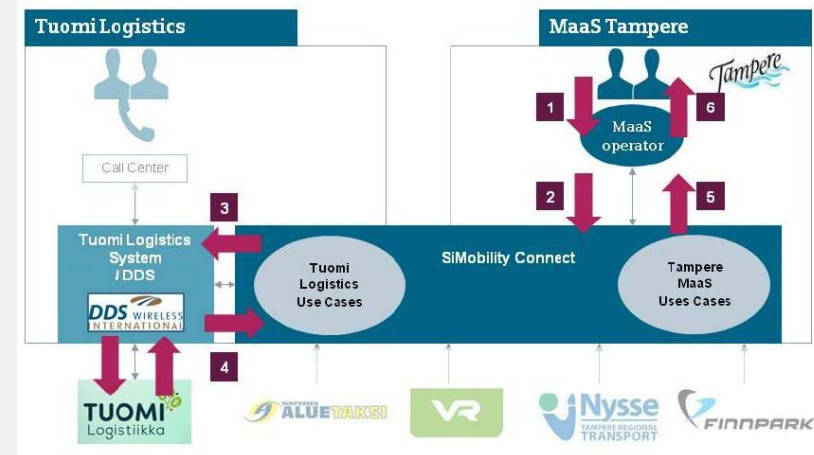 Tuomi Logistics
MaaS Tampere
Tampere
1
6
MaaS
operator
Call Center
2
5
3
Tuomi Logistics
System
/ DDS
Tuomi
Logistics
Use Cases
SiMobility Connect
Tampere
MaaS
Uses Cases
DDS WIRELESS
INTERNATIONAL
4
TUOMI
Logistiikka
TAMPEREEN
ALUETAKSI
VR
Nysse
TAMPERE REGIONAL
TRANSPORT
FINNPARK